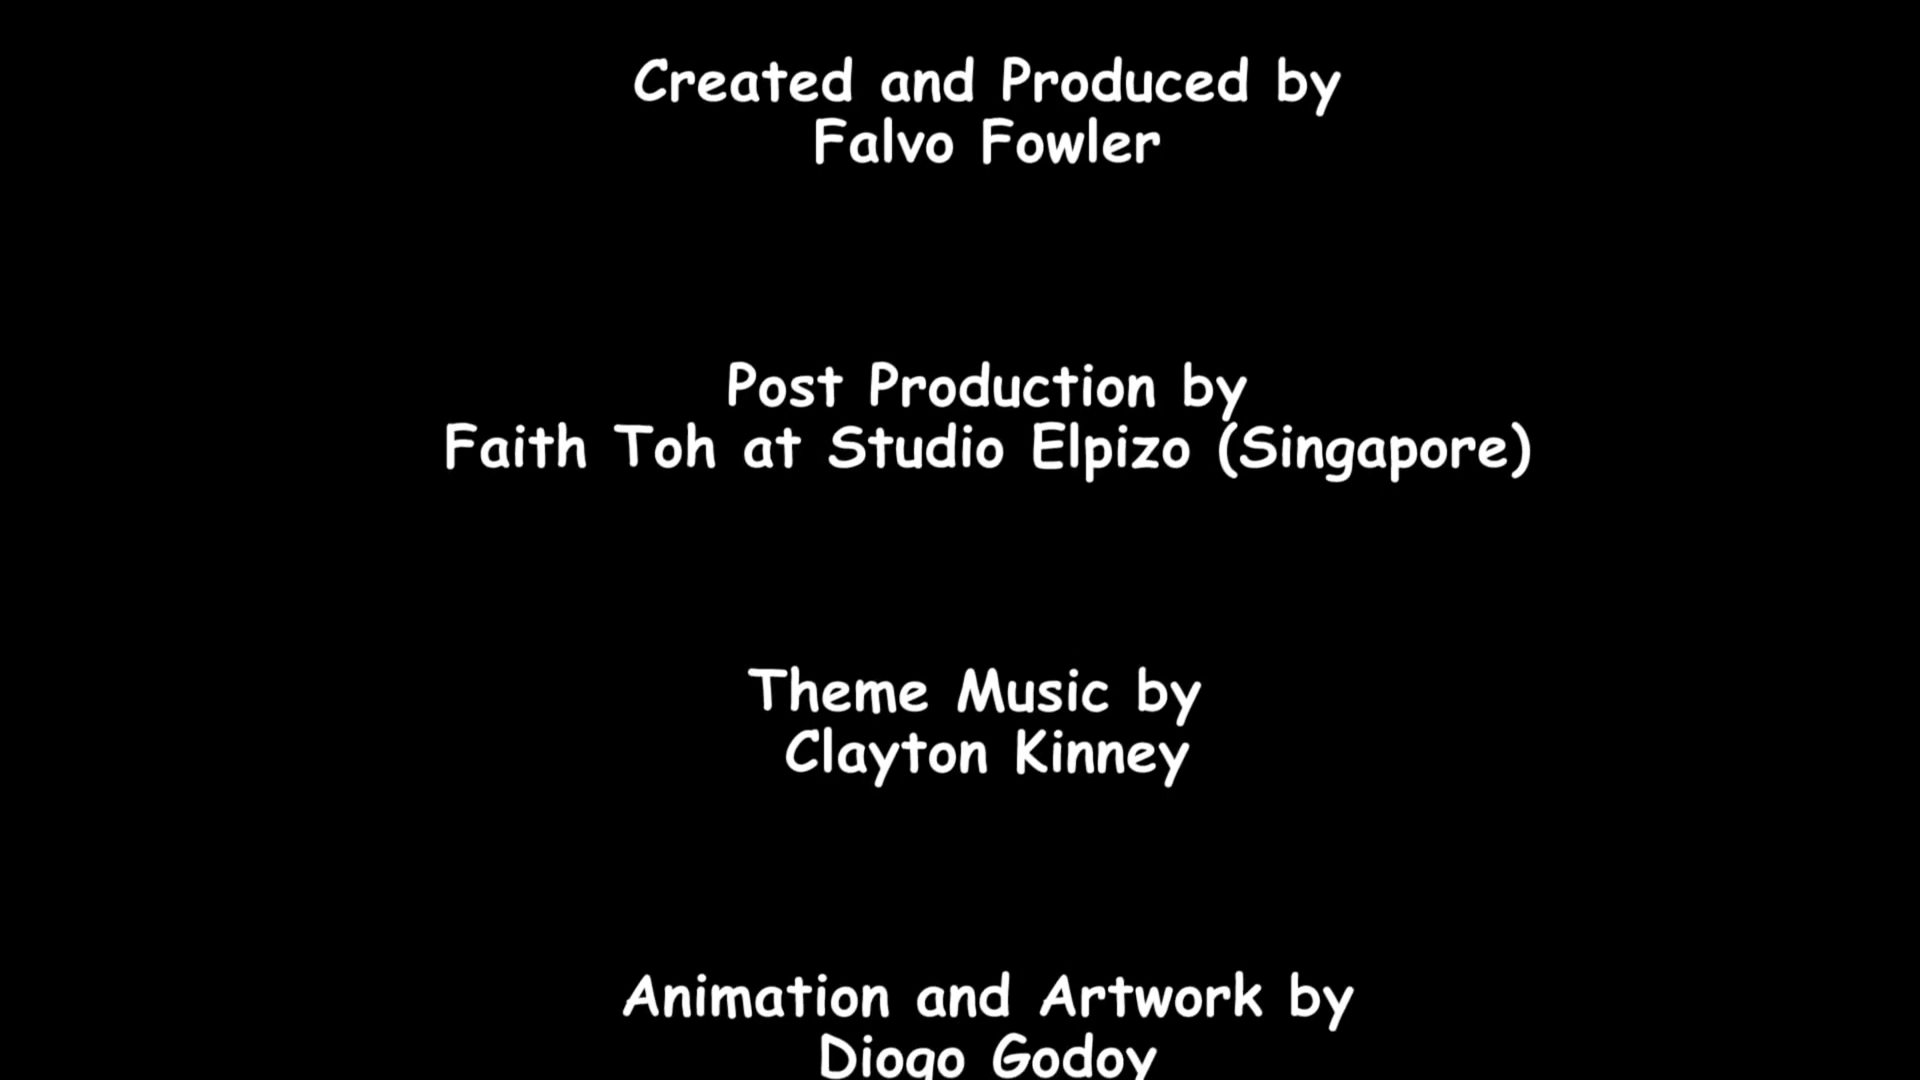 Created and Produced by
Falvo Fowler
Post Production by
Faith Toh at Studio Elpizo (Singapore)
Theme Music by
Clayton Kinney
Animation and Artwork by
Diogo Godoy